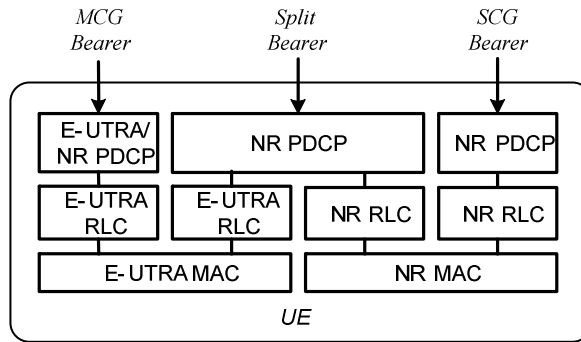 MCG Split SCG
Bearer Bearer Bearer
E-UTRA/
NR PDCP NR PDCP NR PDCP
E-UTRA E-UTRA NR RLC NR RLC
RLC RLC
E-UTRA MAC NR MAC
UE